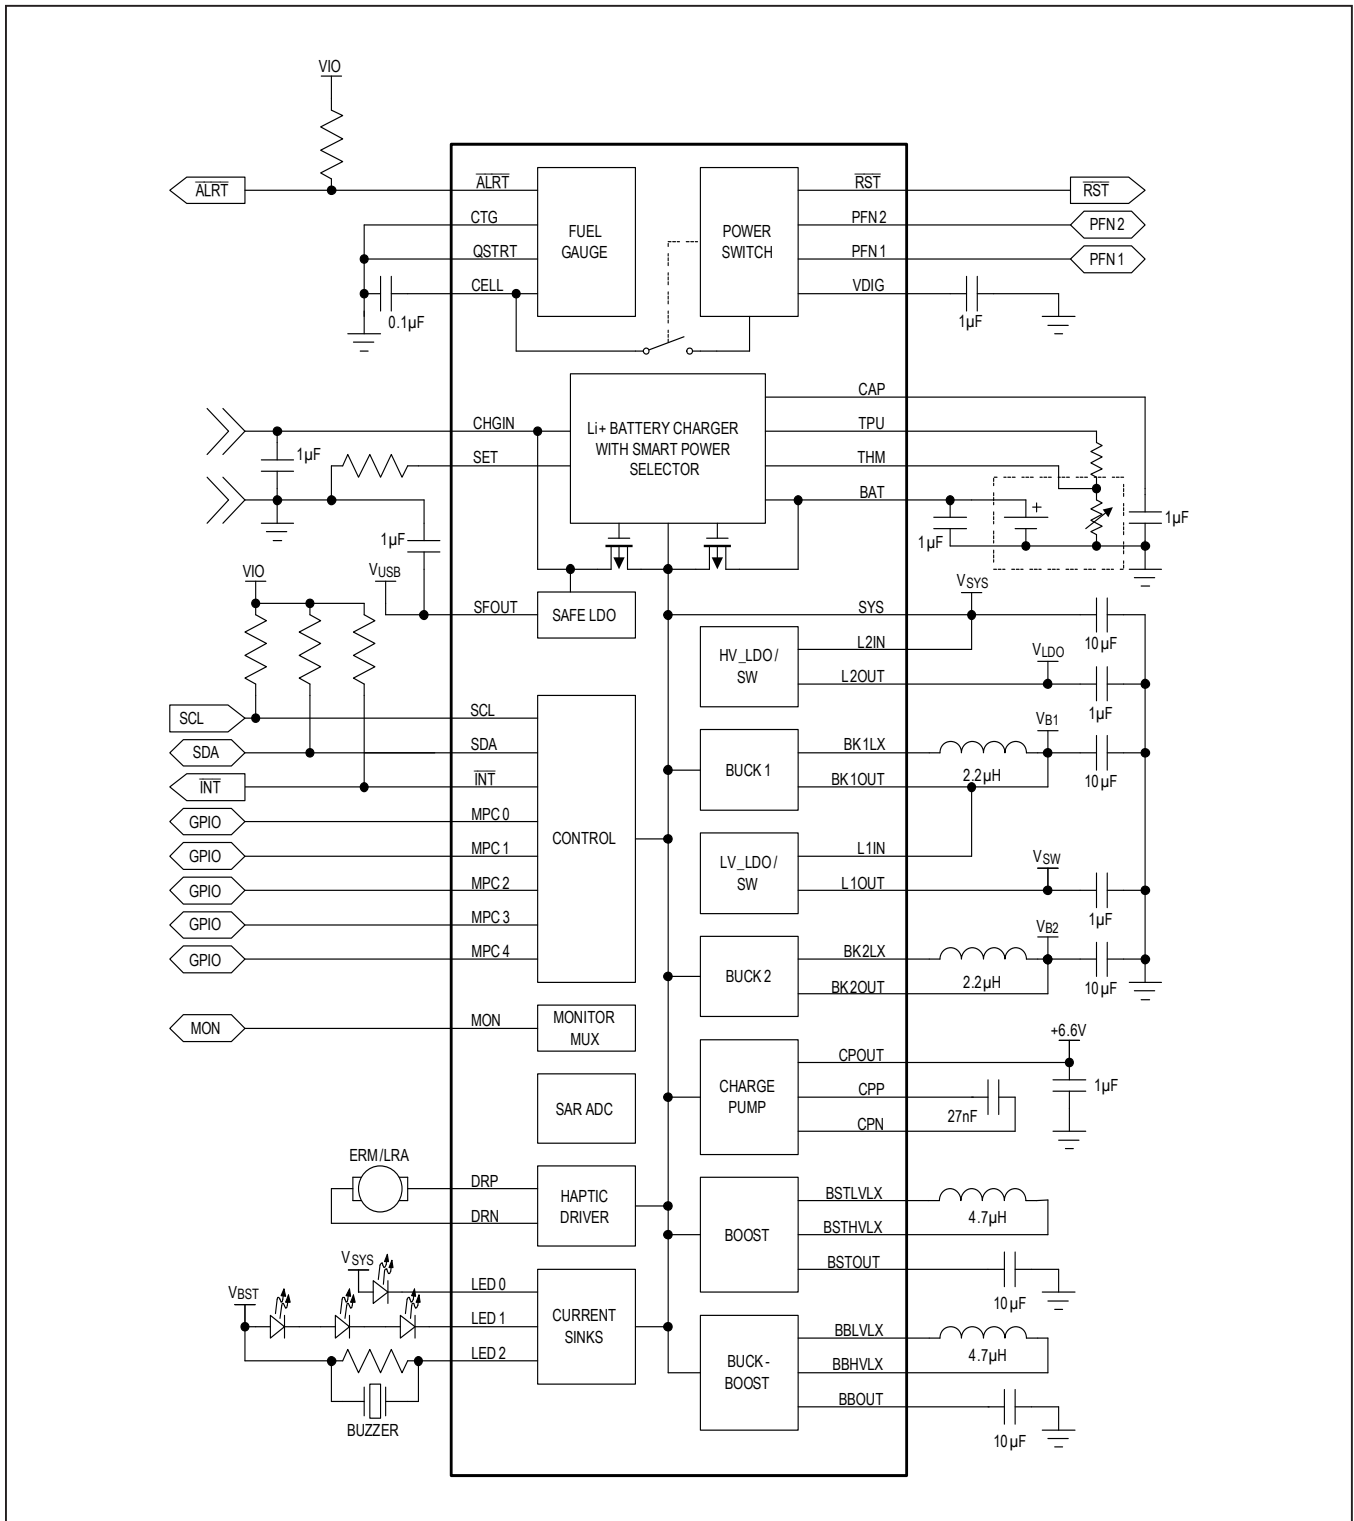 VIO
ALRT
ALRT
CTG
QSTRT
CELL
0.1µF
FUEL
GAUGE
POWER
SWITCH
RST
PFN2
PFN1
VDIG
1µF
RST
PFN2
PFN1
CHGIN
SET
1µF
Li+ BATTERY CHARGER
WITH SMART POWER
SELECTOR
CAP
TPU
THM
BAT
1µF
+
1µF
1µF
VUSB
SFOUT
SAFE LDO
VIO
SYS
VSYS
10µF
HV_LDO/
SW
L2IN
L2OUT
VLDO
1µF
SCL
SDA
INT
GPIO
GPIO
GPIO
GPIO
GPIO
SCL
SDA
INT
MPC0
MPC1
MPC2
MPC3
MPC4
CONTROL
BUCK 1
BK1LX
BK1OUT
2.2µH
VB1
10µF
LV_LDO/
SW
L1IN
L1OUT
VSW
1µF
BUCK 2
BK2LX
BK2OUT
2.2µH
VB2
10µF
MON
MON
MONITOR
MUX
SAR ADC
CHARGE
PUMP
CPOUT
CPP
CPN
27nF
+6.6V
1µF
ERM/LRA
DRP
DRN
HAPTIC
DRIVER
BOOST
BSTLVLX
BSTHVLX
BSTOUT
4.7µH
10µF
VSYS
VBST
LED0
LED1
LED2
BUZZER
CURRENT
SINKS
BUCK-
BOOST
BBLVLX
BBHVLX
BBOUT
4.7µH
10µF